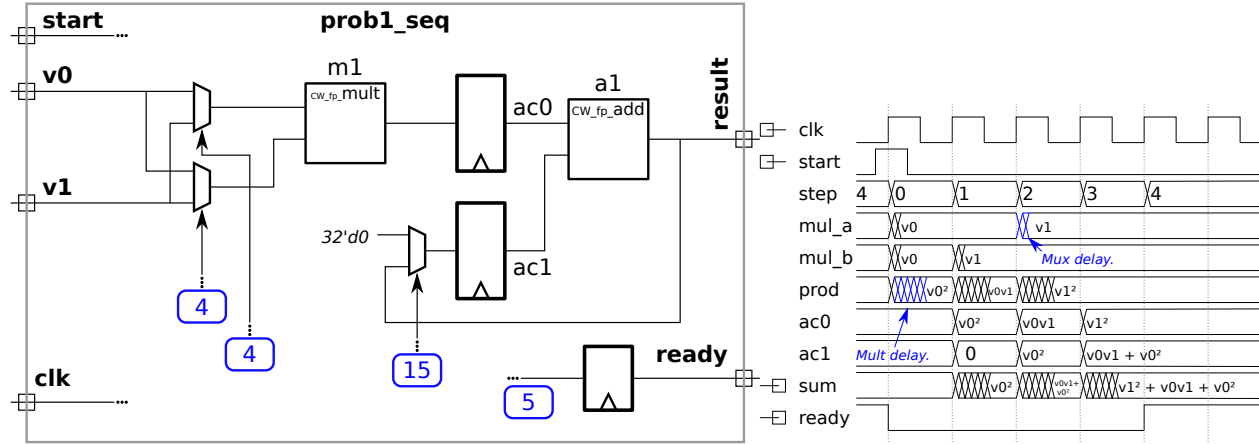 start
prob1_seq
v0
m1
CW_fp_mult
ac0
a1
CW_fp_add
result
v1
32'd0
ac1
4
4
15
clk
ready
5
clk
start
step 4 0 1 2 3 4
mul_a v0 v1
Mux delay.
mul_b v0 v1
prod v0² v0v1 v1²
ac0 v0² v0v1 v1²
Mult delay.
ac1 0 v0² v0v1 + v0²
sum v0² v0v1+ v0² v1² + v0v1 + v0²
ready